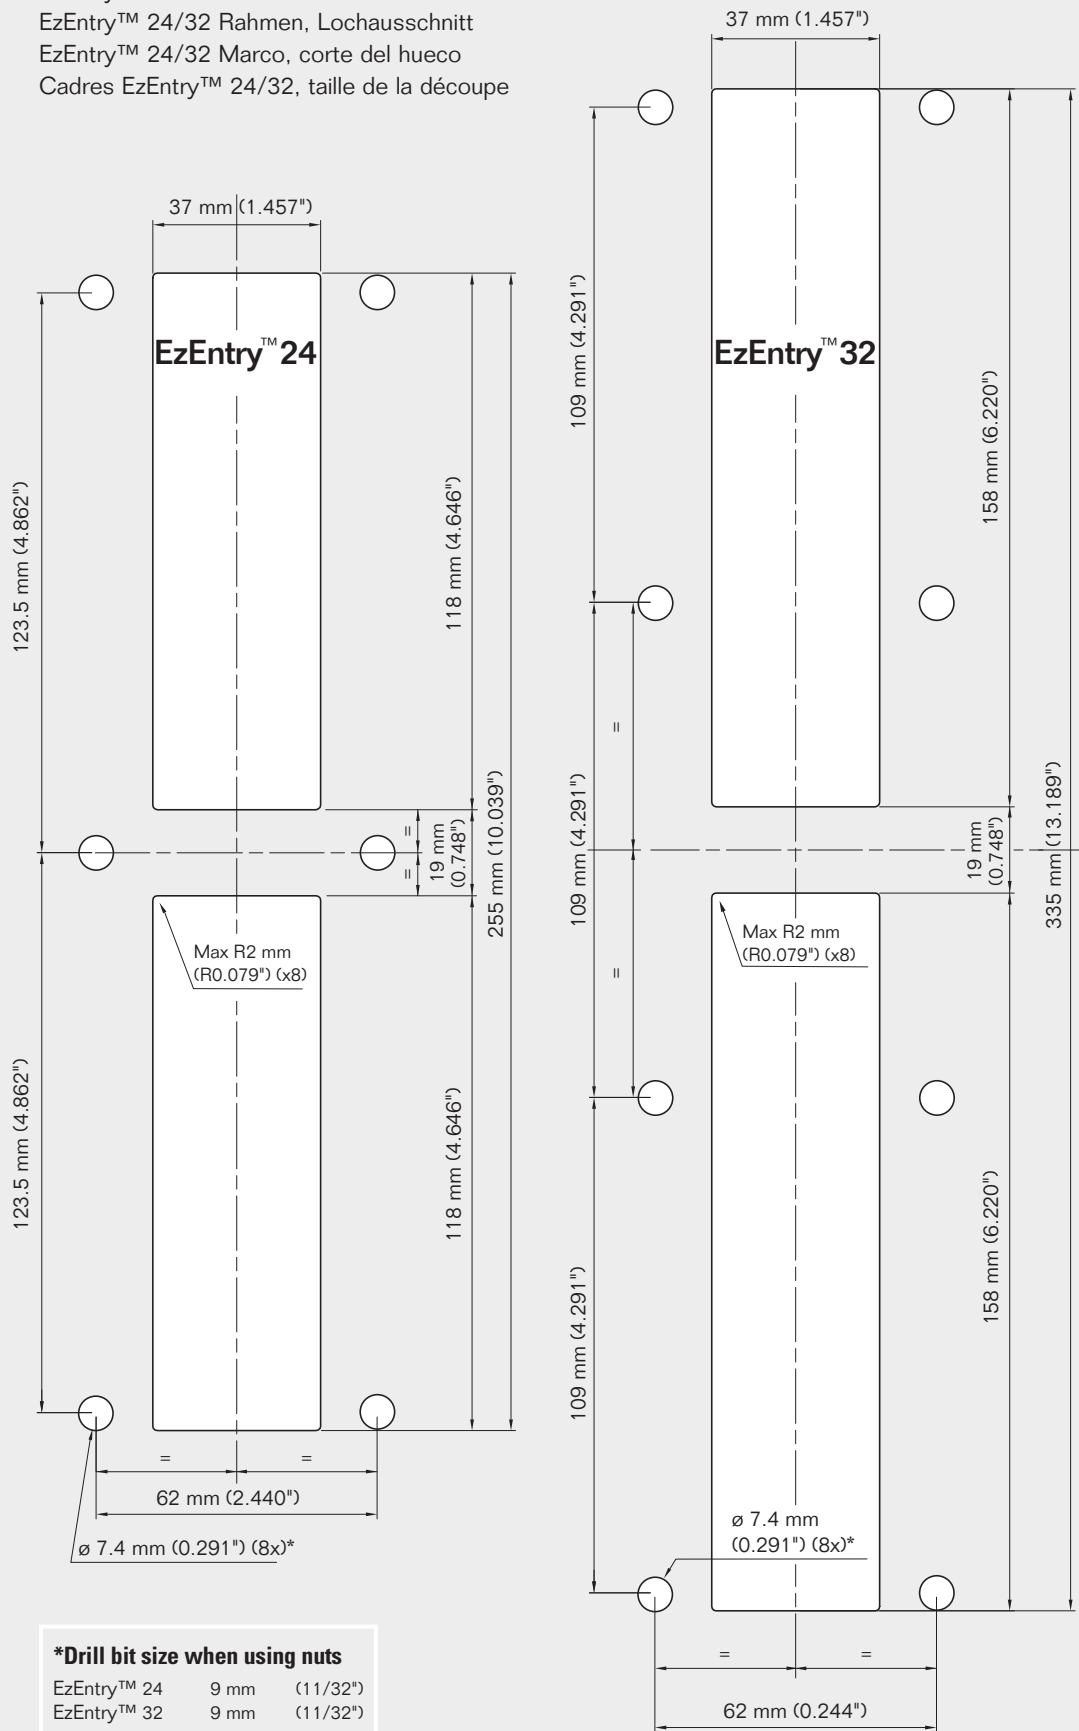 EzEntry™ 24/32 Rahmen, Lochausschnitt
EzEntry™ 24/32 Marco, corte del hueco
Cadres EzEntry™ 24/32, taille de la découpe
37 mm (1.457")
EzEntry™ 24
123.5 mm (4.862")
118 mm (4.646")
=
=
19 mm
(0.748")
255 mm (10.039")
Max R2 mm
(R0.079") (x8)
123.5 mm (4.862")
118 mm (4.646")
=
=
62 mm (2.440")
ø 7.4 mm (0.291") (8x)*
*Drill bit size when using nuts
EzEntry™ 24 9 mm (11/32")
EzEntry™ 32 9 mm (11/32")
37 mm (1.457")
109 mm (4.291")
EzEntry™ 32
158 mm (6.220")
=
109 mm (4.291")
=
19 mm
(0.748")
335 mm (13.189")
Max R2 mm
(R0.079") (x8)
109 mm (4.291")
158 mm (6.220")
ø 7.4 mm
(0.291") (8x)*
=
=
62 mm (0.244")